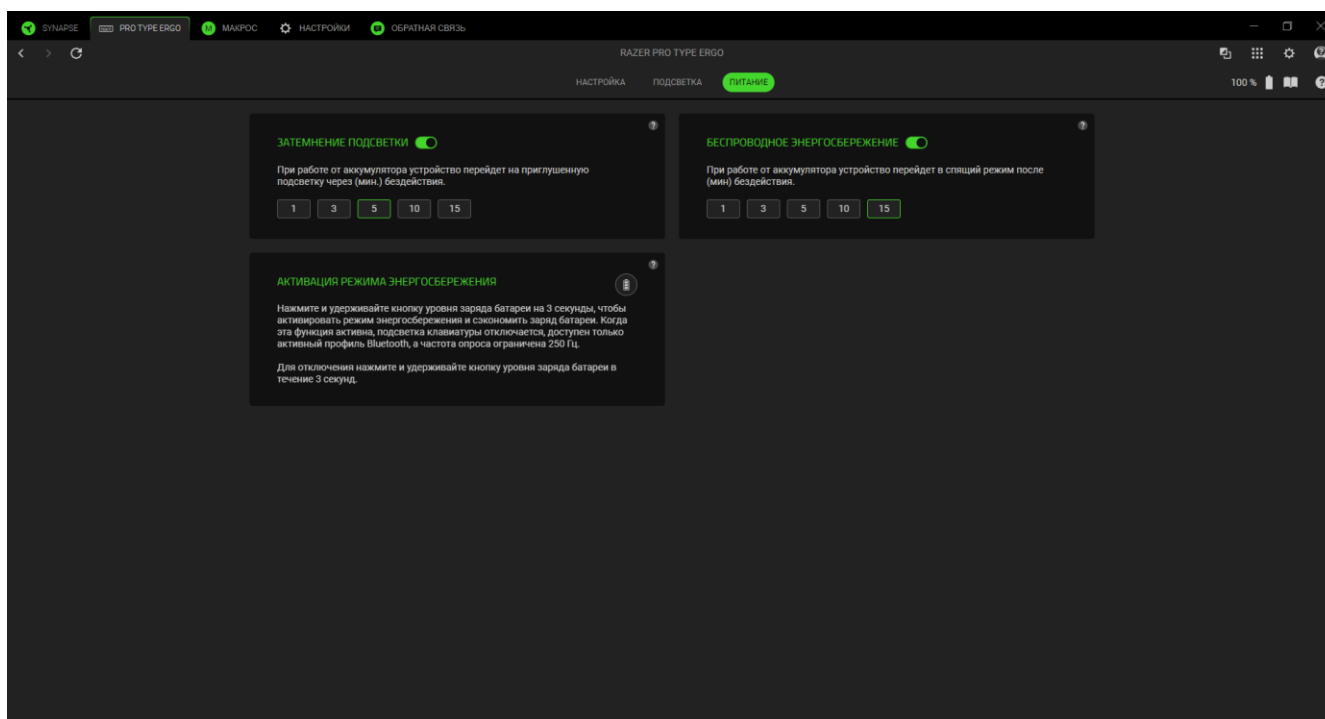 SYNAPSE PRO TYPE ERGO M МАКРОС НАСТРОЙКИ ОБРАТНАЯ СВЯЗЬ
RAZER PRO TYPE ERGO
НАСТРОЙКА ПОДСВЕТКА ПИТАНИЕ 100 %
ЗАТЕМНЕНИЕ ПОДСВЕТКИ
При работе от аккумулятора устройство перейдет на приглушенную
подсветку через (мин.) бездействия.
1 3 5 10 15
БЕСПРОВОДНОЕ ЭНЕРГОСБЕРЕЖЕНИЕ
При работе от аккумулятора устройство перейдет в спящий режим после
(мин) бездействия.
1 3 5 10 15
АКТИВАЦИЯ РЕЖИМА ЭНЕРГОСБЕРЕЖЕНИЯ
Нажмите и удерживайте кнопку уровня заряда батареи на 3 секунды, чтобы
активировать режим энергосбережения и сэкономить заряд батареи. Когда
эта функция активна, подсветка клавиатуры отключается, доступен только
активный профиль Bluetooth, а частота опроса ограничена 250 Гц.
Для отключения нажмите и удерживайте кнопку уровня заряда батареи в
течение 3 секунд.